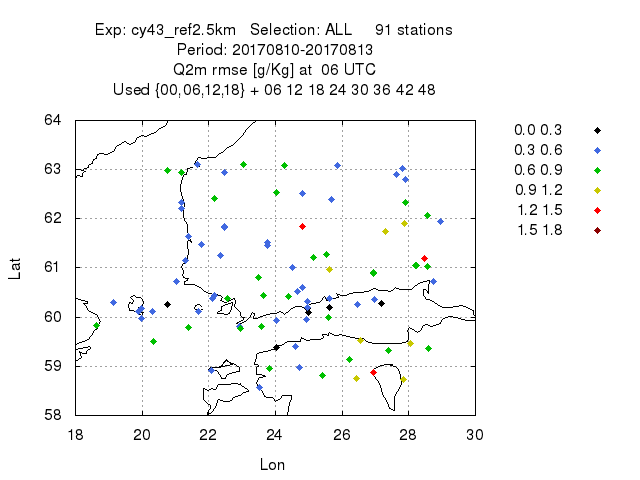 Exp: cy43_ref2.5km   Selection: ALL     91 stations
Period: 20170810-20170813
Q2m rmse [g/Kg] at  06 UTC
Used {00,06,12,18} + 06 12 18 24 30 36 42 48
0.0 0.3
0.3 0.6
0.6 0.9
0.9 1.2
1.2 1.5
1.5 1.8
Lat
64
63
62
61
60
59
58
18 20 22 24 26 28 30
Lon